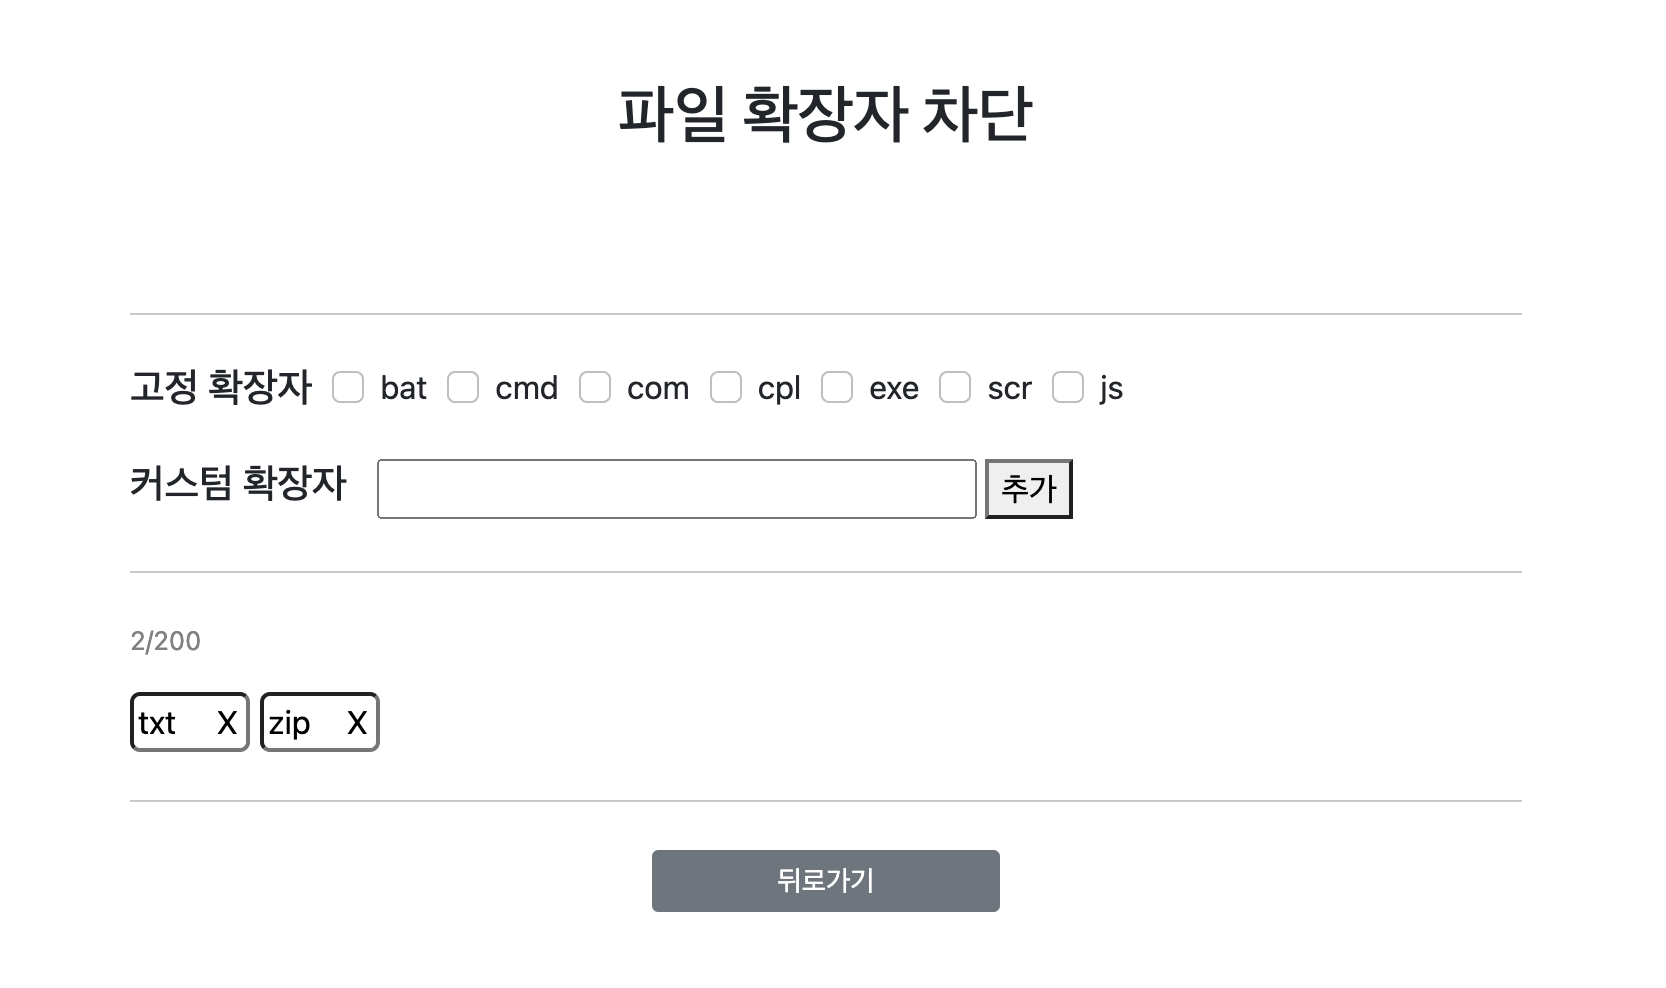 파일 확장자 차단
고정 확장자 bat cmd com cpl exe scr js
커스텀 확장자 추가
2/200
txt X zip X
뒤로가기